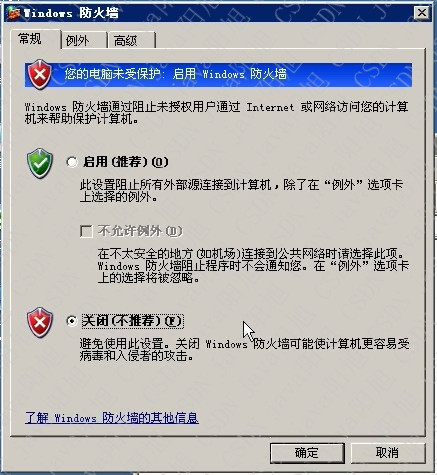 Windows 防火墙
常规 例外 高级
您的电脑未受保护: 启用 Windows 防火墙
Windows 防火墙通过阻止未授权用户通过 Internet 或网络访问您的计算
机来帮助保护计算机。
启用(推荐)(O)
此设置阻止所有外部源连接到计算机，除了在“例外”选项卡
上选择的例外。
不允许例外(D)
在不太安全的地方(如机场)连接到公共网络时请选择此项。
Windows 防火墙阻止程序时不会通知您。在“例外”选项卡
上的选择将被忽略。
关闭(不推荐)(F)
避免使用此设置。关闭 Windows 防火墙可能使计算机更容易受
病毒和入侵者的攻击。
了解 Windows 防火墙的其他信息
确定 取消